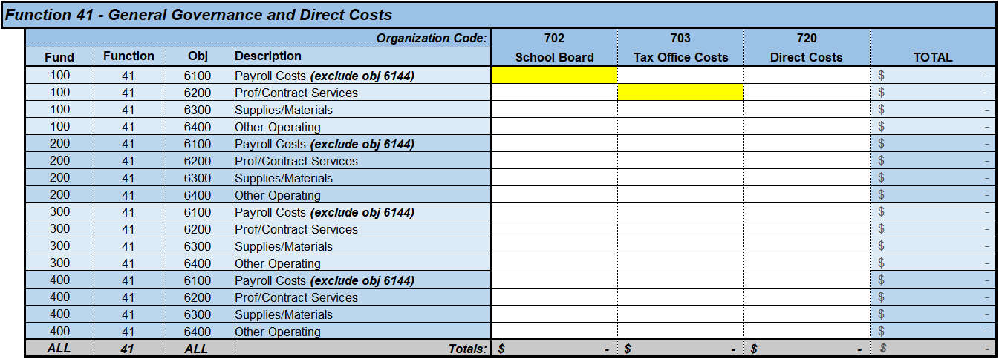 Function 41 - General Governance and Direct Costs
Organization Code: 702 703 720
Fund Function Obj Description School Board Tax Office Costs Direct Costs TOTAL
100 41 6100 Payroll Costs (exclude obj 6144) $ -
100 41 6200 Prof/Contract Services $ -
100 41 6300 Supplies/Materials $ -
100 41 6400 Other Operating $ -
200 41 6100 Payroll Costs (exclude obj 6144) $ -
200 41 6200 Prof/Contract Services $ -
200 41 6300 Supplies/Materials $ -
200 41 6400 Other Operating $ -
300 41 6100 Payroll Costs (exclude obj 6144) $ -
300 41 6200 Prof/Contract Services $ -
300 41 6300 Supplies/Materials $ -
300 41 6400 Other Operating $ -
400 41 6100 Payroll Costs (exclude obj 6144) $ -
400 41 6200 Prof/Contract Services $ -
400 41 6300 Supplies/Materials $ -
400 41 6400 Other Operating $ -
ALL 41 ALL Totals: $ - $ - $ - $ -